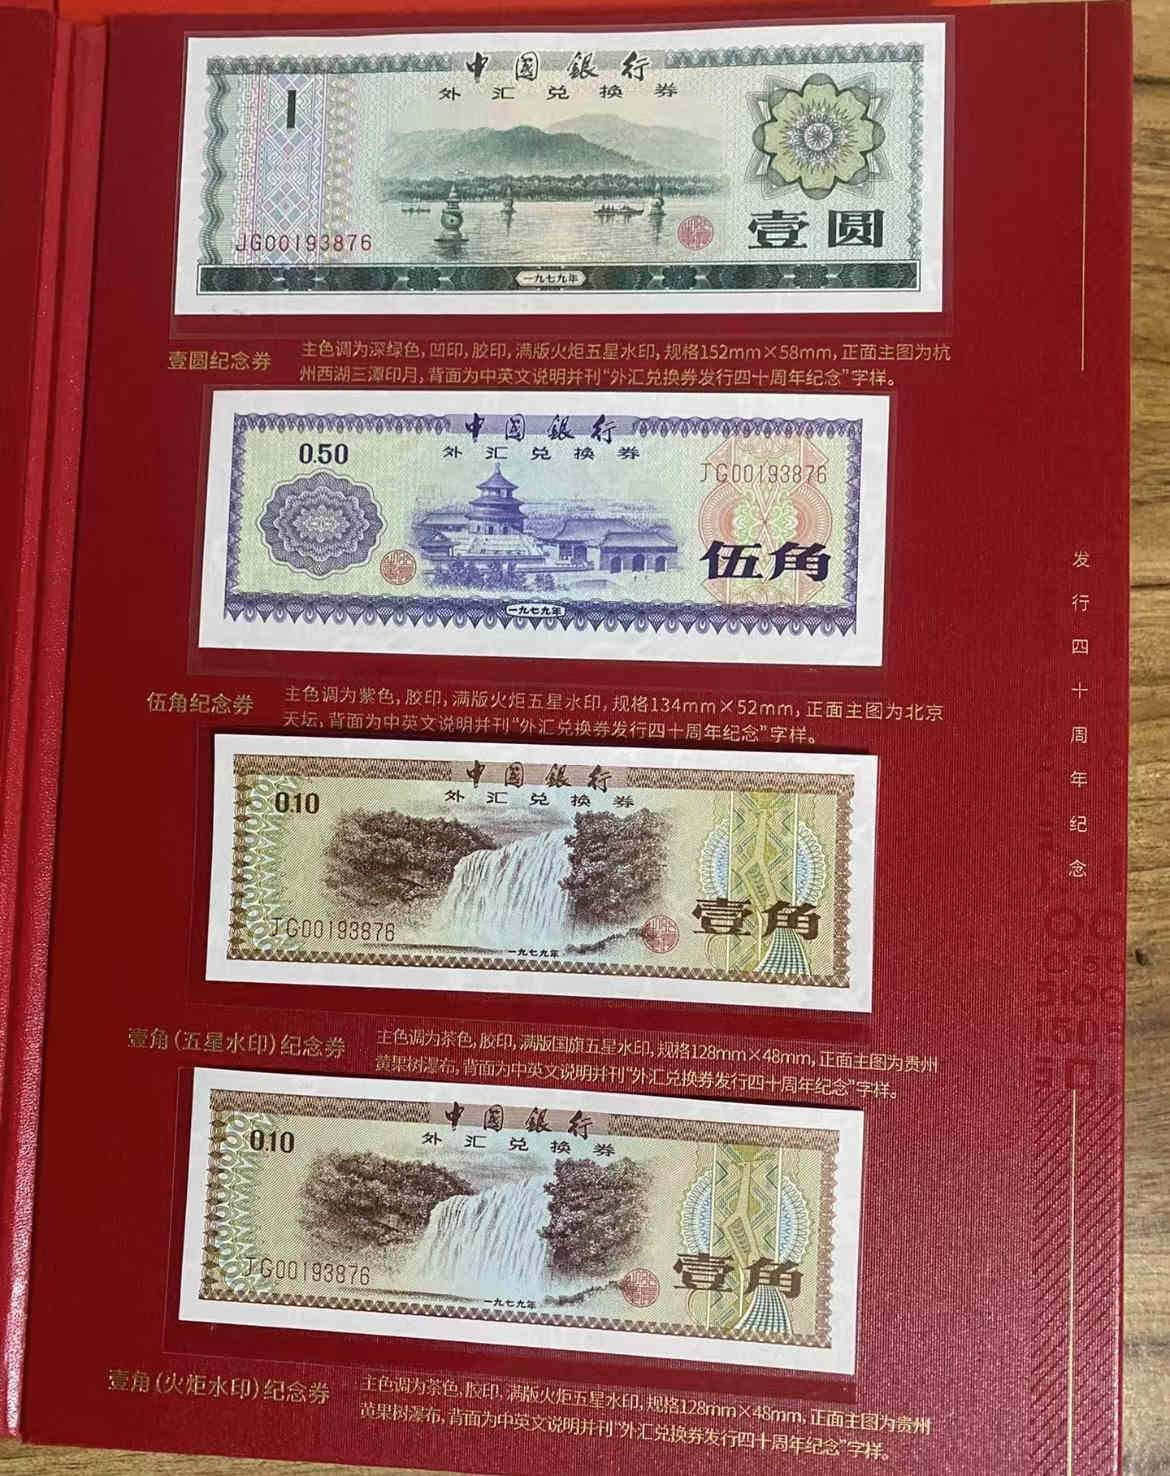 中國銀行
外汇兑换券
1
JG00193876
壹圆
一九七九年
壹圆纪念券
主色调为深绿色,凹印,胶印,满版火炬五星水印,规格152mm×58mm,正面主图为杭
州西湖三潭印月,背面为中英文说明并刊“外汇兑换券发行四十周年纪念”字样。
中國銀行
外汇兑换券
0.50
JG00193876
伍角
一九七九年
伍角纪念券
主色调为紫色,胶印,满版火炬五星水印,规格134mm×52mm,正面主图为北京
天坛,背面为中英文说明并刊“外汇兑换券发行四十周年纪念”字样。
中國銀行
外汇兑换券
0.10
JG00193876
壹角
一九七九年
壹角(五星水印)纪念券
主色调为茶色,胶印,满版国旗五星水印,规格128mm×48mm,正面主图为贵州
黄果树瀑布,背面为中英文说明并刊“外汇兑换券发行四十周年纪念”字样。
中國銀行
外汇兑换券
0.10
JG00193876
壹角
一九七九年
壹角(火炬水印)纪念券
主色调为茶色,胶印,满版火炬五星水印,规格128mm×48mm,正面主图为贵州
黄果树瀑布,背面为中英文说明并刊“外汇兑换券发行四十周年纪念”字样。
发行四十周年纪念